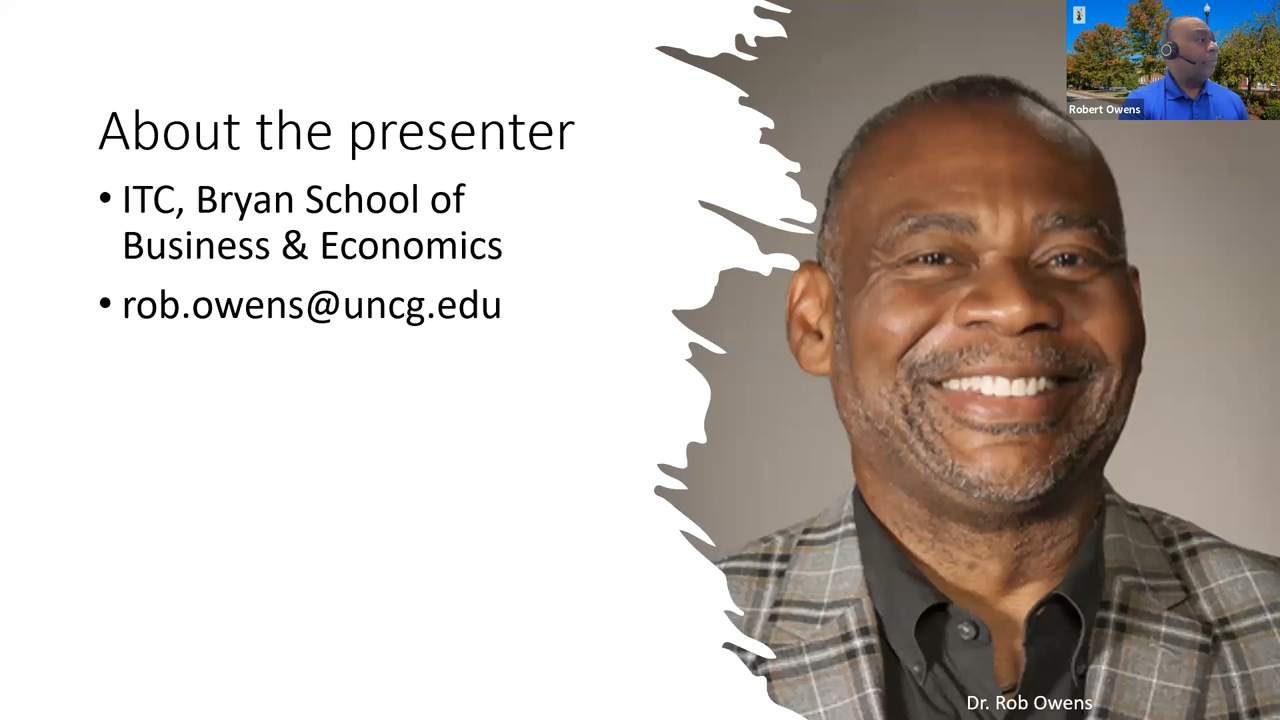 About the presenter
• ITC, Bryan School of
Business & Economics
• rob.owens@uncg.edu
Robert Owens
Dr. Rob Owens